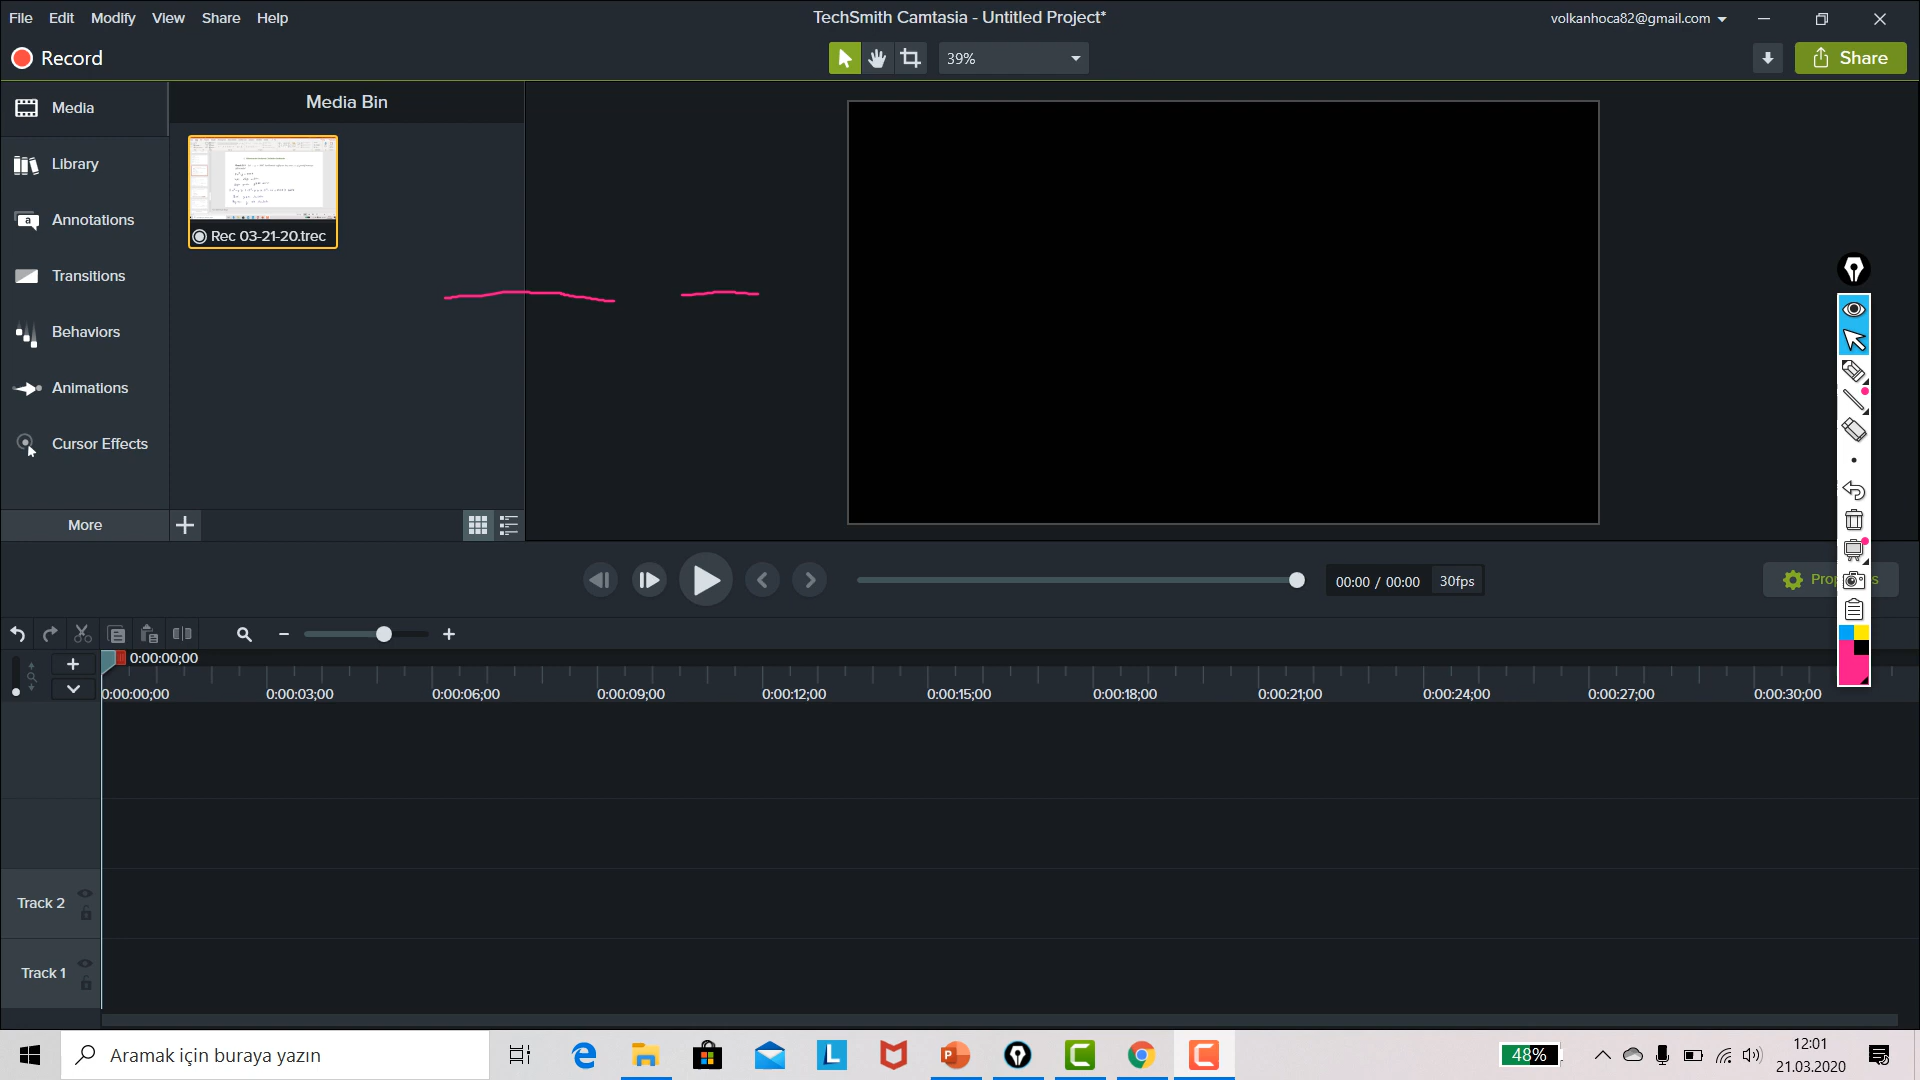 File Edit Modify View Share Help
TechSmith Camtasia - Untitled Project*
volkanhoca82@gmail.com
Record
39%
Share
Media
Library
Annotations
Transitions
Behaviors
Animations
Cursor Effects
More
Media Bin
Rec 03-21-20.trec
00:00 / 00:00
30fps
0:00:00;00
0:00:00;00 0:00:03;00 0:00:06;00 0:00:09;00 0:00:12;00 0:00:15;00 0:00:18;00 0:00:21;00 0:00:24;00 0:00:27;00 0:00:30;00
Track 2
Track 1
Aramak için buraya yazın
48%
12:01
21.03.2020